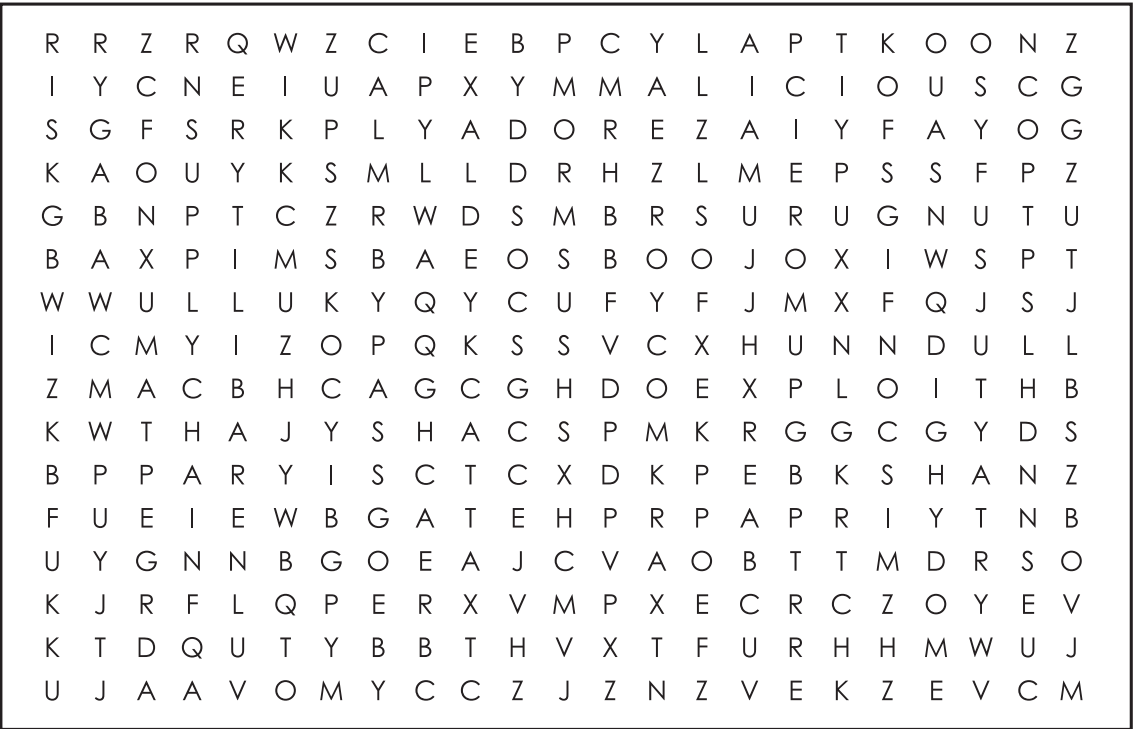 R R Z R Q W Z C I E B P C Y L A P T K O O N Z
I Y C N E I U A P X Y M M A L I C I O U S C G
S G F S R K P L Y A D O R E Z A I Y F A Y O G
K A O U Y K S M L L D R H Z L M E P S S F P Z
G B N P T C Z R W D S M B R S U R U G N U T U
B A X P I M S B A E O S B O O J O X I W S P T
W W U L L U K Y Q Y C U F Y F J M X F Q J S J
I C M Y I Z O P Q K S S V C X H U N N D U L L
Z M A C B H C A G C G H D O E X P L O I T H B
K W T H A J Y S H A C S P M K R G G C G Y D S
B P P A R Y I S C T C X D K P E B K S H A N Z
F U E I E W B G A T E H P R P A P R I Y T N B
U Y G N N B G O E A J C V A O B T T M D R S O
K J R F L Q P E R X V M P X E C R C Z O Y E V
K T D Q U T Y B B T H V X T F U R H H M W U J
U J A A V O M Y C C Z J Z N Z V E K Z E V C M